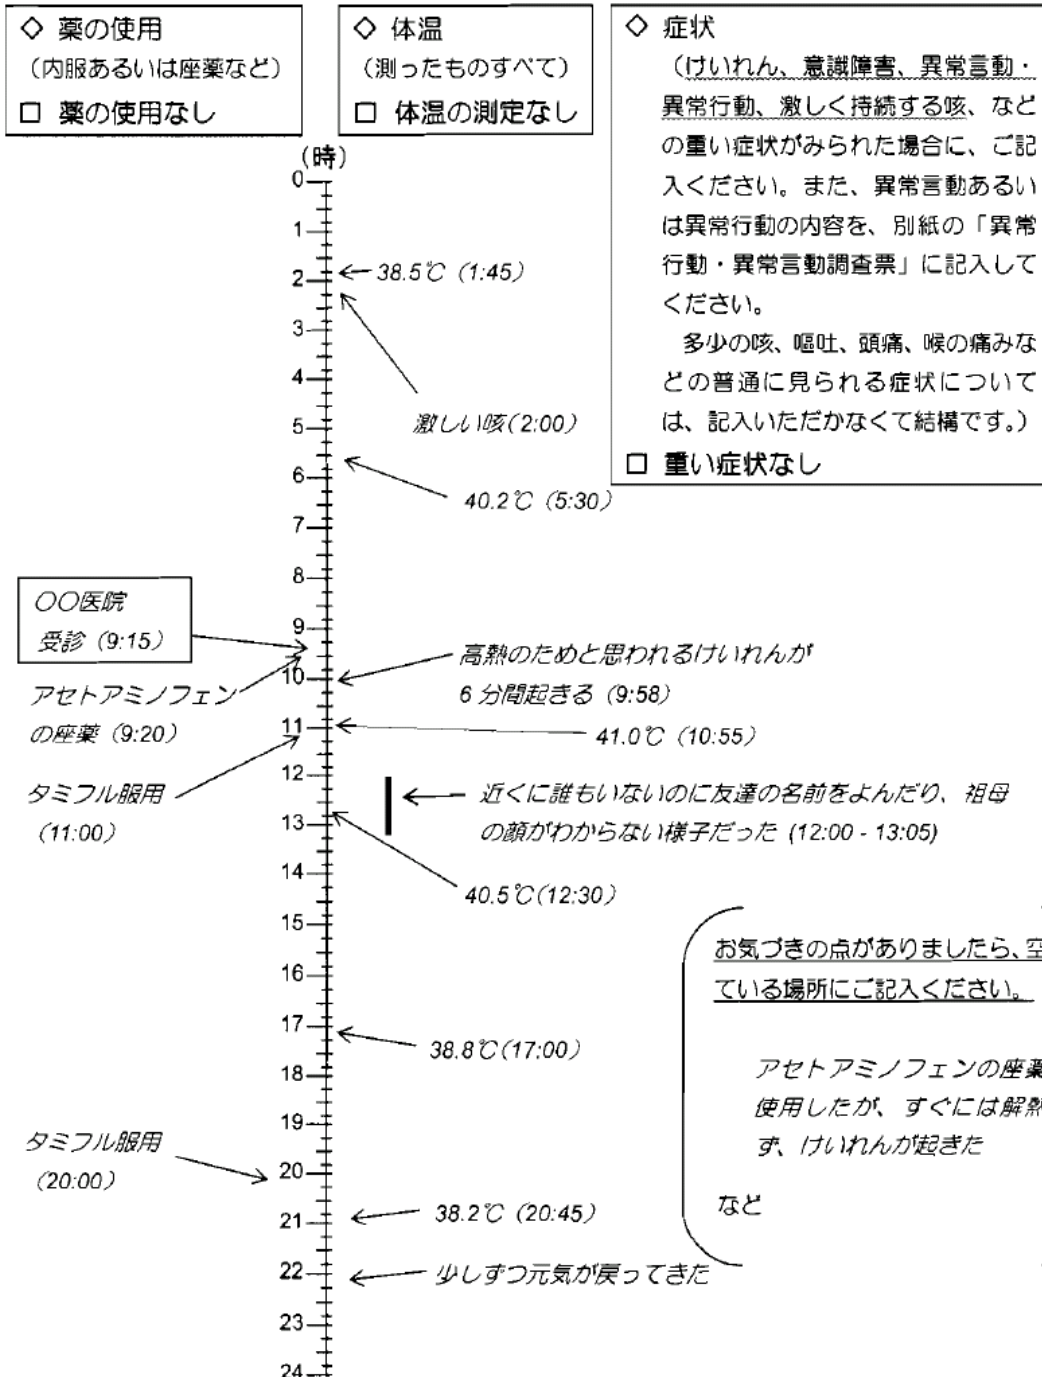 ◇ 薬の使用
（内服あるいは座薬など）
□ 薬の使用なし
◇ 体温
（測ったものすべて）
□ 体温の測定なし
◇ 症状
（けいれん、意識障害、異常言動・
異常行動、激しく持続する咳、など
の重い症状がみられた場合に、ご記
入ください。また、異常言動あるい
は異常行動の内容を、別紙の「異常
行動・異常言動調査票」に記入して
ください。
多少の咳、嘔吐、頭痛、喉の痛みな
どの普通に見られる症状について
は、記入いただかなくて結構です。）
□ 重い症状なし
（時）
0
1
38.5℃（1:45）
2
3
4
激しい咳（2:00）
5
6
40.2℃（5:30）
7
8
〇〇医院
受診（9:15）
9
高熱のためと思われるけいれんが
6 分間起きる（9:58）
10
アセトアミノフェン
の座薬（9:20）
11
41.0℃（10:55）
12
タミフル服用
（11:00）
近くに誰もいないのに友達の名前をよんだり、祖母
の顔がわからない様子だった (12:00 - 13:05)
13
14
40.5℃（12:30）
15
お気づきの点がありましたら、空
ている場所にご記入ください。
16
17
38.8℃（17:00）
18
アセトアミノフェンの座薬
使用したが、すぐには解熱
ず、けいれんが起きた
など
19
タミフル服用
（20:00）
20
21
38.2℃（20:45）
22
少しずつ元気が戻ってきた
23
24